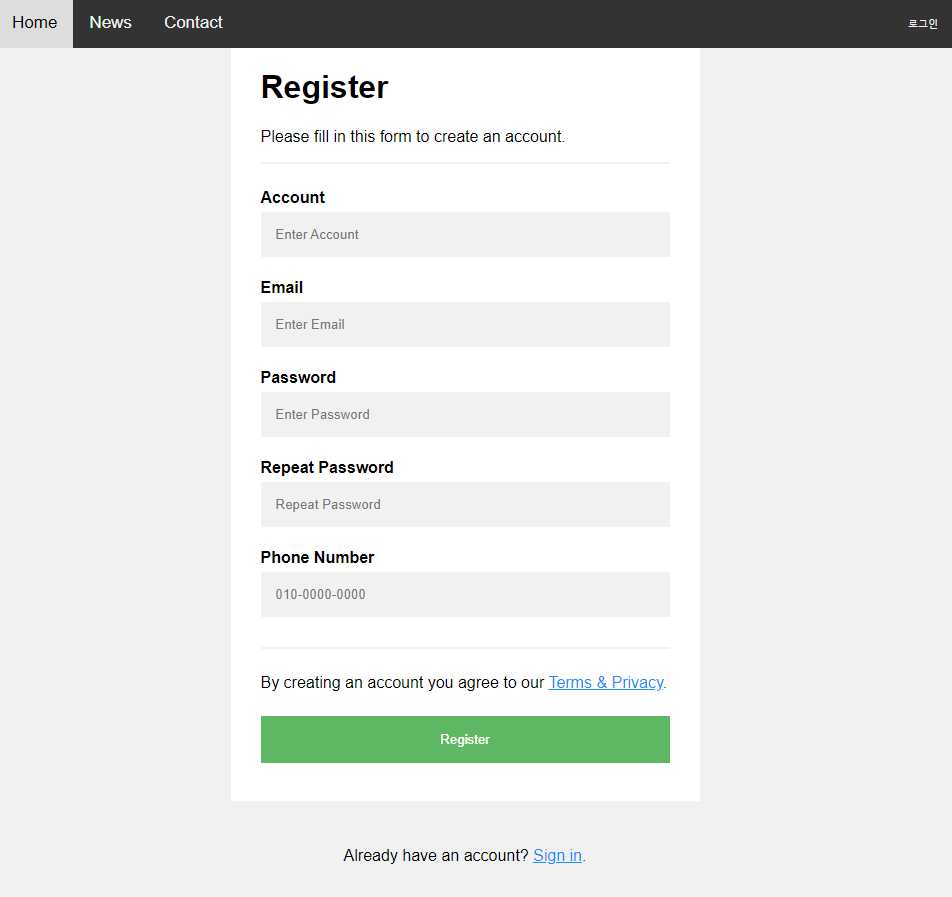 Home News Contact 로그인
Register
Please fill in this form to create an account.
Account
Enter Account
Email
Enter Email
Password
Enter Password
Repeat Password
Repeat Password
Phone Number
010-0000-0000
By creating an account you agree to our Terms & Privacy.
Register
Already have an account? Sign in.